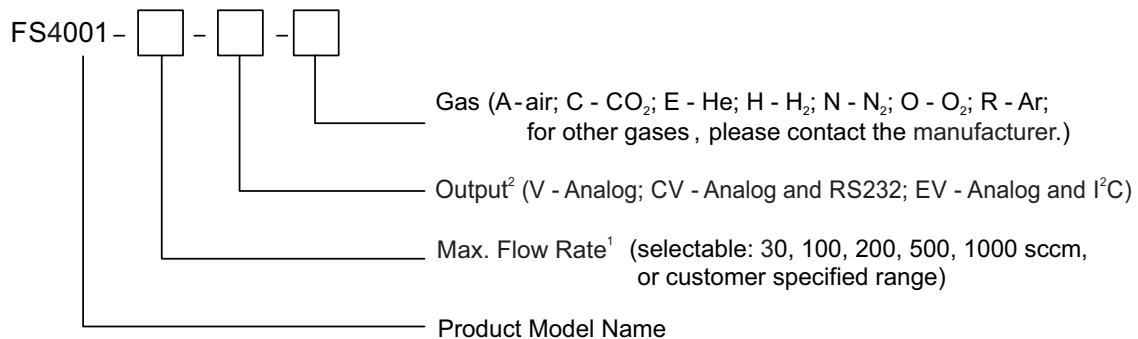 FS4001 - □ - □ - □
Gas (A - air; C - CO₂; E - He; H - H₂; N - N₂; O - O₂; R - Ar;
for other gases, please contact the manufacturer.)
Output² (V - Analog; CV - Analog and RS232; EV - Analog and I²C)
Max. Flow Rate¹ (selectable: 30, 100, 200, 500, 1000 sccm,
or customer specified range)
Product Model Name